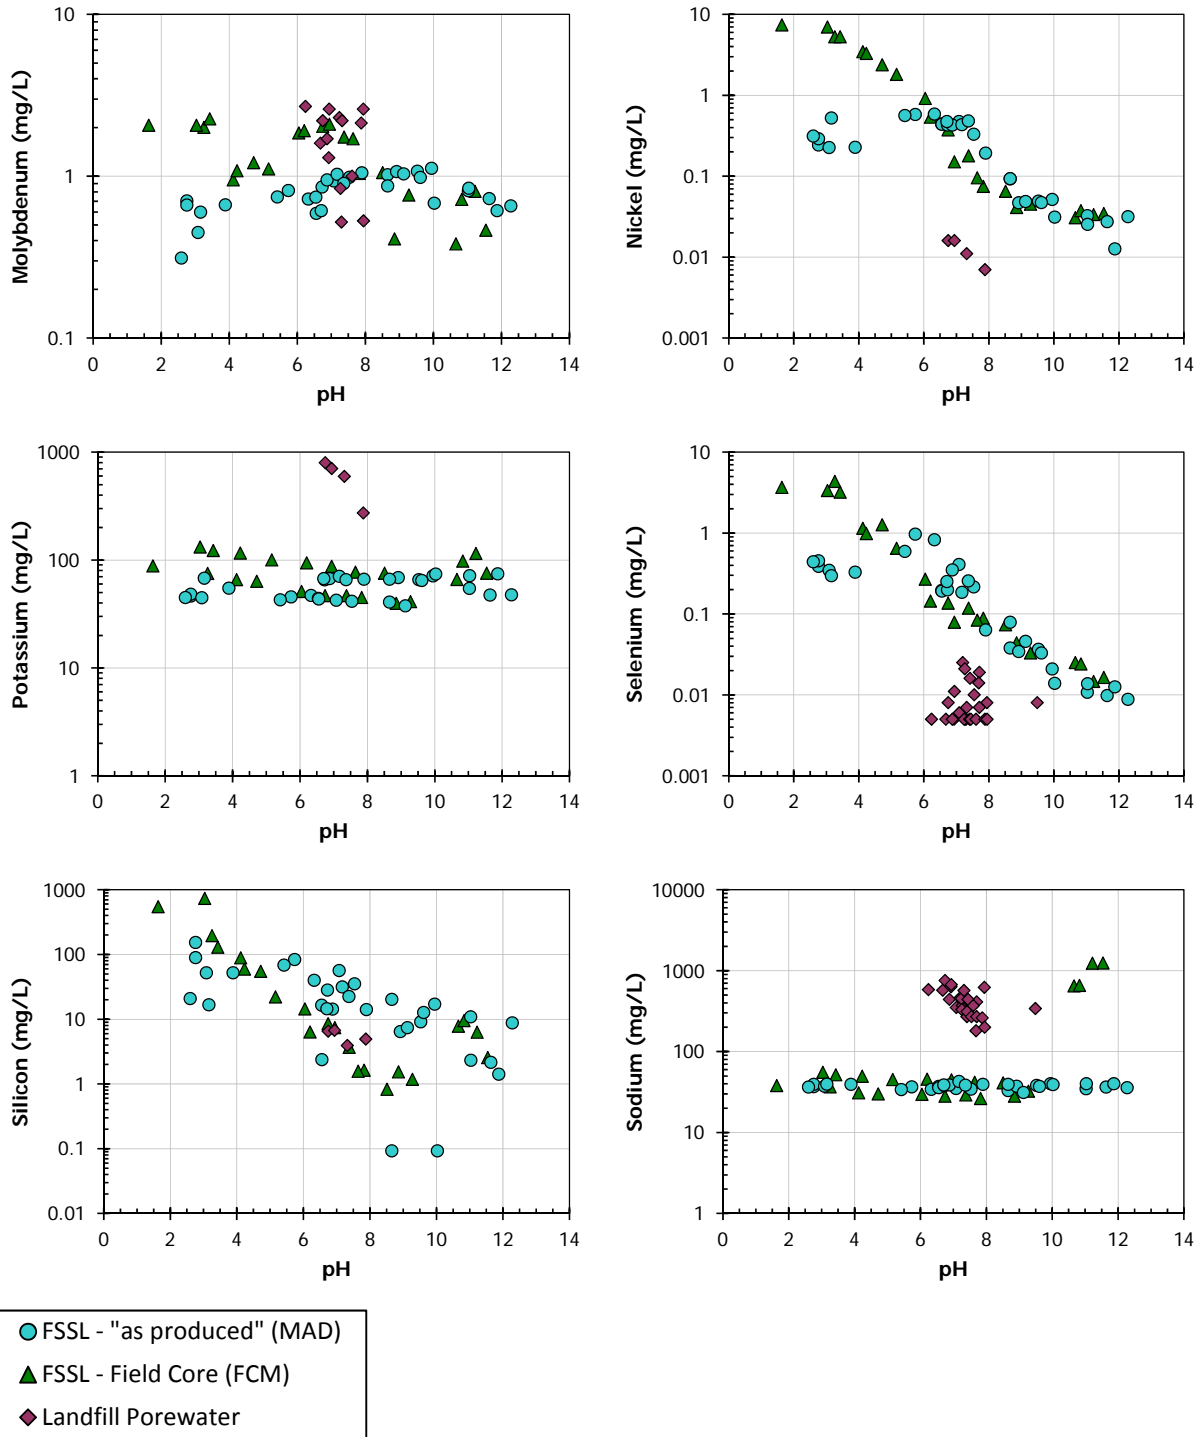 10
1
0.1
0 2 4 6 8 10 12 14
pH
Molybdenum (mg/L)
10
1
0.1
0.01
0.001
0 2 4 6 8 10 12 14
pH
Nickel (mg/L)
1000
100
10
1
0 2 4 6 8 10 12 14
pH
Potassium (mg/L)
10
1
0.1
0.01
0.001
0 2 4 6 8 10 12 14
pH
Selenium (mg/L)
1000
100
10
1
0.1
0.01
0 2 4 6 8 10 12 14
pH
Silicon (mg/L)
10000
1000
100
10
1
0 2 4 6 8 10 12 14
pH
Sodium (mg/L)
FSSL - "as produced" (MAD)
FSSL - Field Core (FCM)
Landfill Porewater